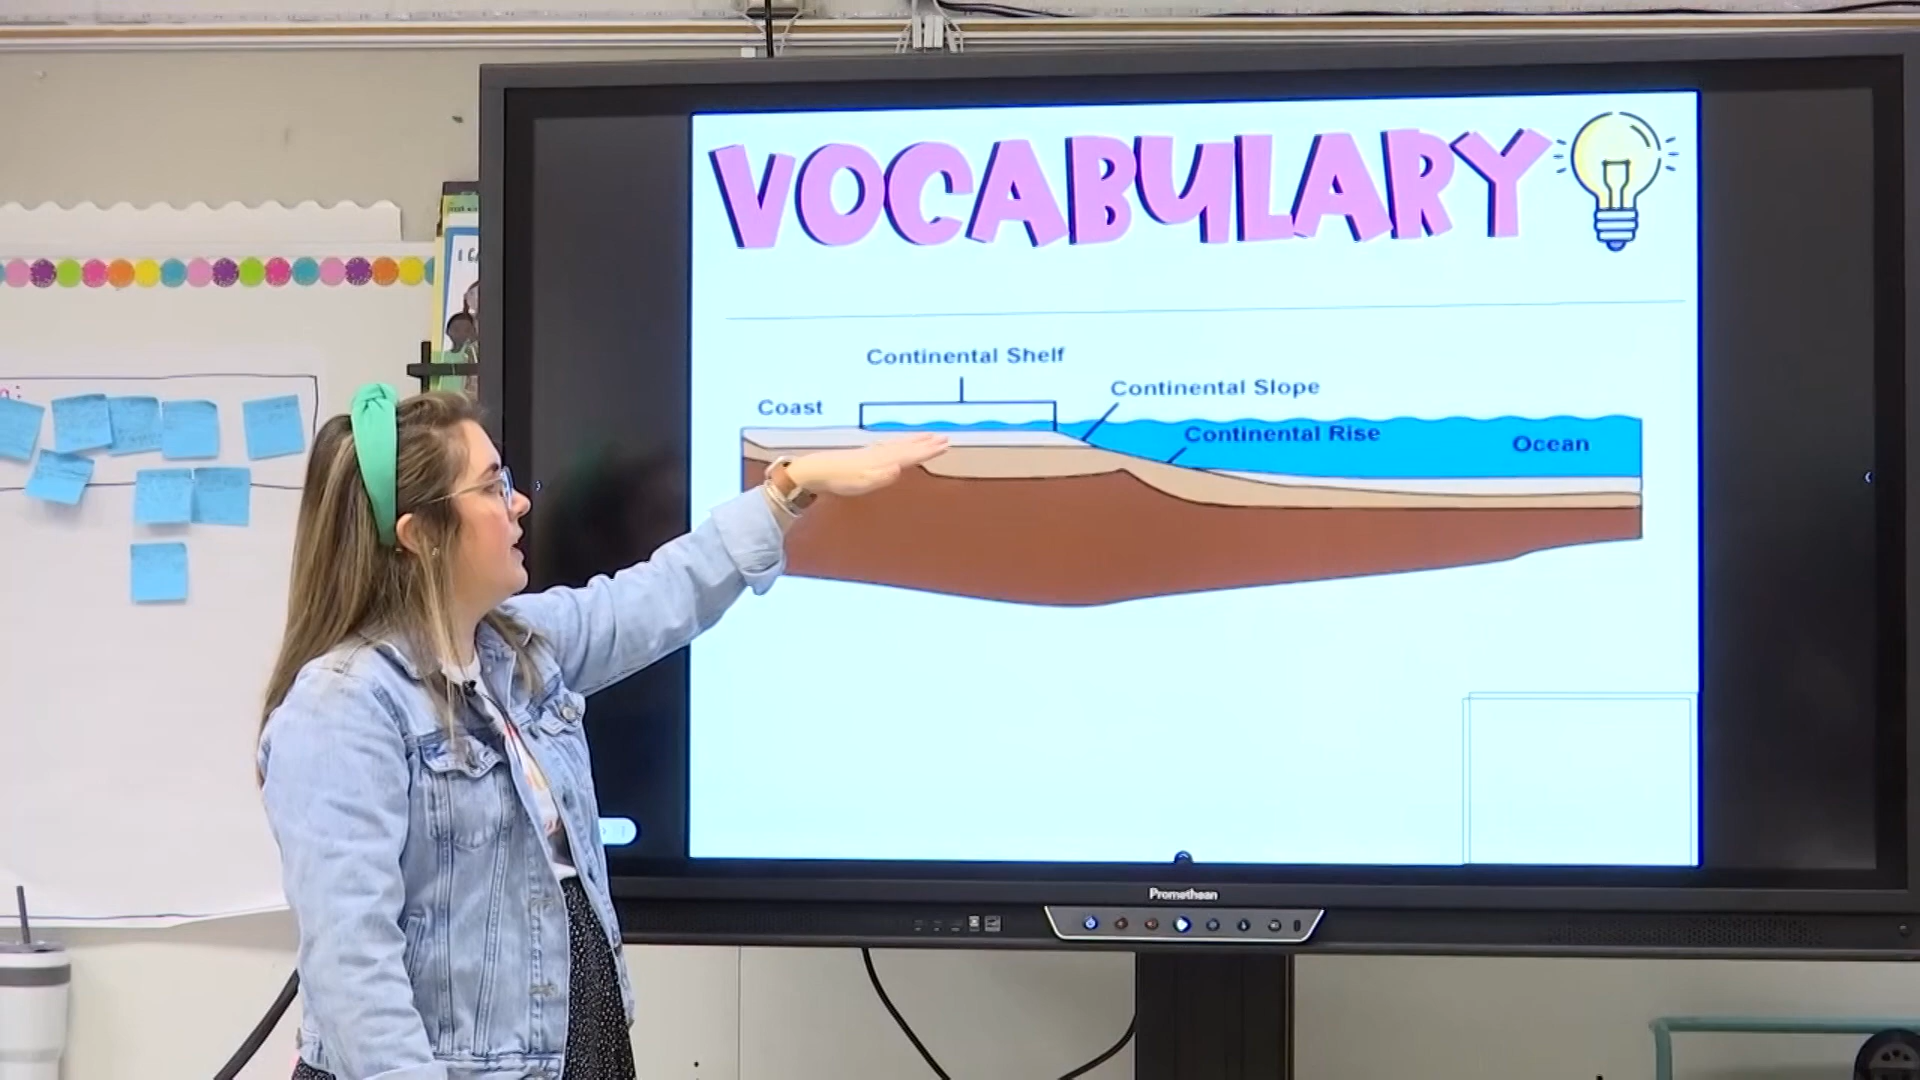 VOCABULARY
Continental Shelf
Continental Slope
Coast
Continental Rise
Ocean
Promethean